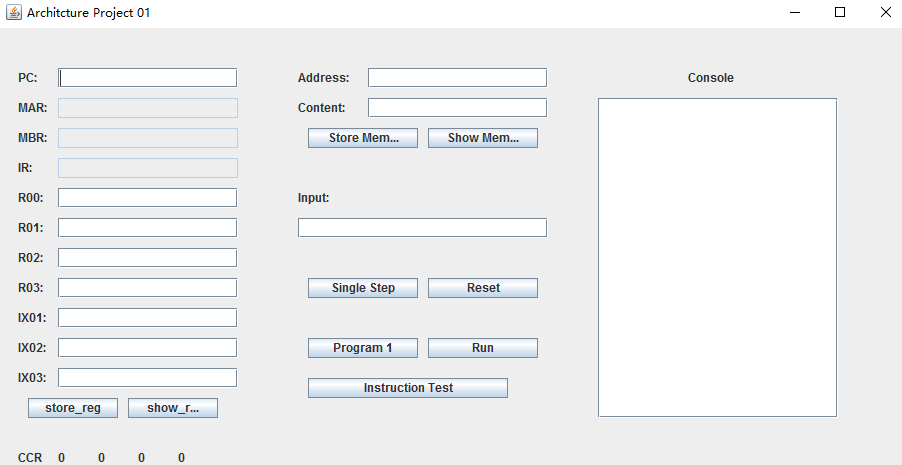 Architcture Project 01
PC:
Address:
Console
MAR:
Content:
MBR:
Store Mem...
Show Mem...
IR:
R00:
Input:
R01:
R02:
R03:
Single Step
Reset
IX01:
IX02:
Program 1
Run
IX03:
Instruction Test
store_reg
show_r...
CCR 0 0 0 0